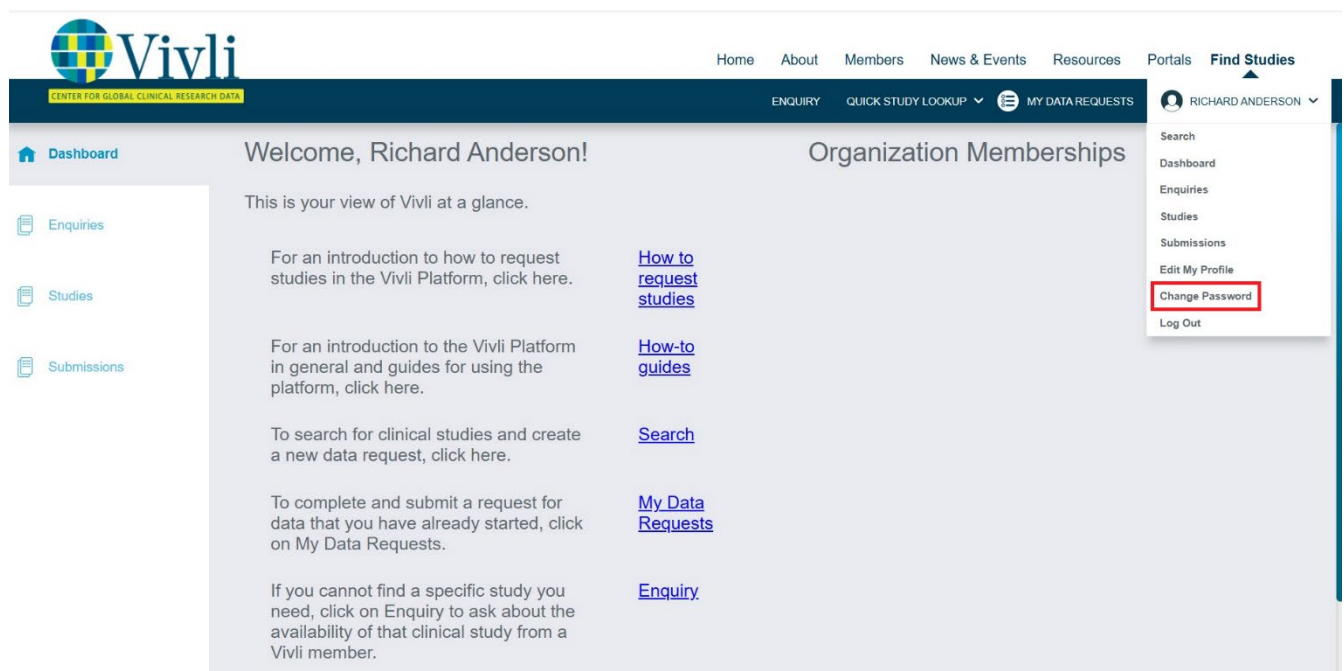 Vivli
CENTER FOR GLOBAL CLINICAL RESEARCH DATA
Home About Members News & Events Resources Portals Find Studies
ENQUIRY QUICK STUDY LOOKUP MY DATA REQUESTS RICHARD ANDERSON
Search
Dashboard
Enquiries
Studies
Submissions
Edit My Profile
Change Password
Log Out
Dashboard
Enquiries
Studies
Submissions
Welcome, Richard Anderson!
Organization Memberships
This is your view of Vivli at a glance.
For an introduction to how to request
studies in the Vivli Platform, click here.
How to
request
studies
For an introduction to the Vivli Platform
in general and guides for using the
platform, click here.
How-to
guides
To search for clinical studies and create
a new data request, click here.
Search
To complete and submit a request for
data that you have already started, click
on My Data Requests.
My Data
Requests
If you cannot find a specific study you
need, click on Enquiry to ask about the
availability of that clinical study from a
Vivli member.
Enquiry